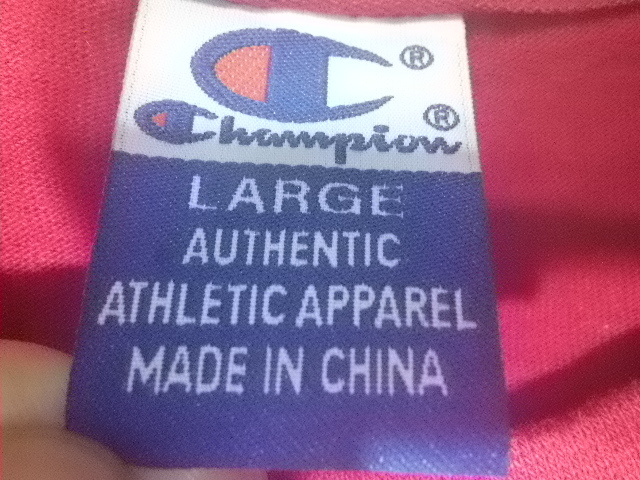 ®
Champion®
LARGE
AUTHENTIC
ATHLETIC APPAREL
MADE IN CHINA